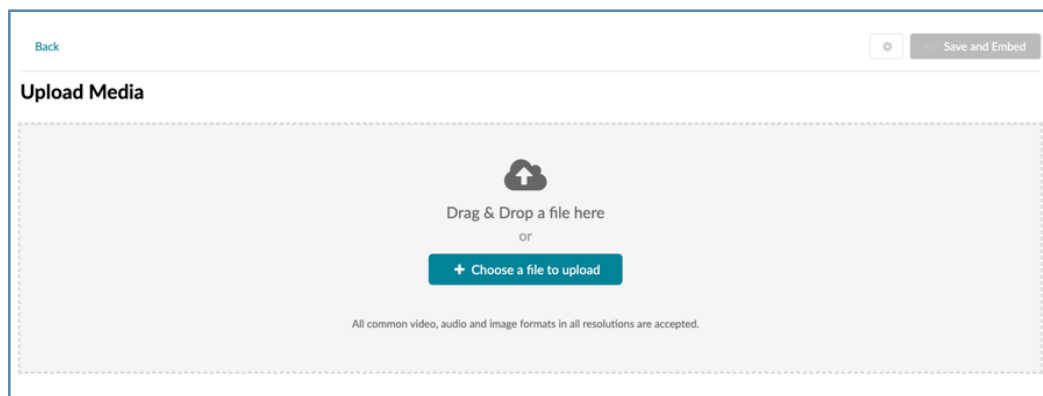 Back
</> Save and Embed
Upload Media
Drag & Drop a file here
or
+ Choose a file to upload
All common video, audio and image formats in all resolutions are accepted.